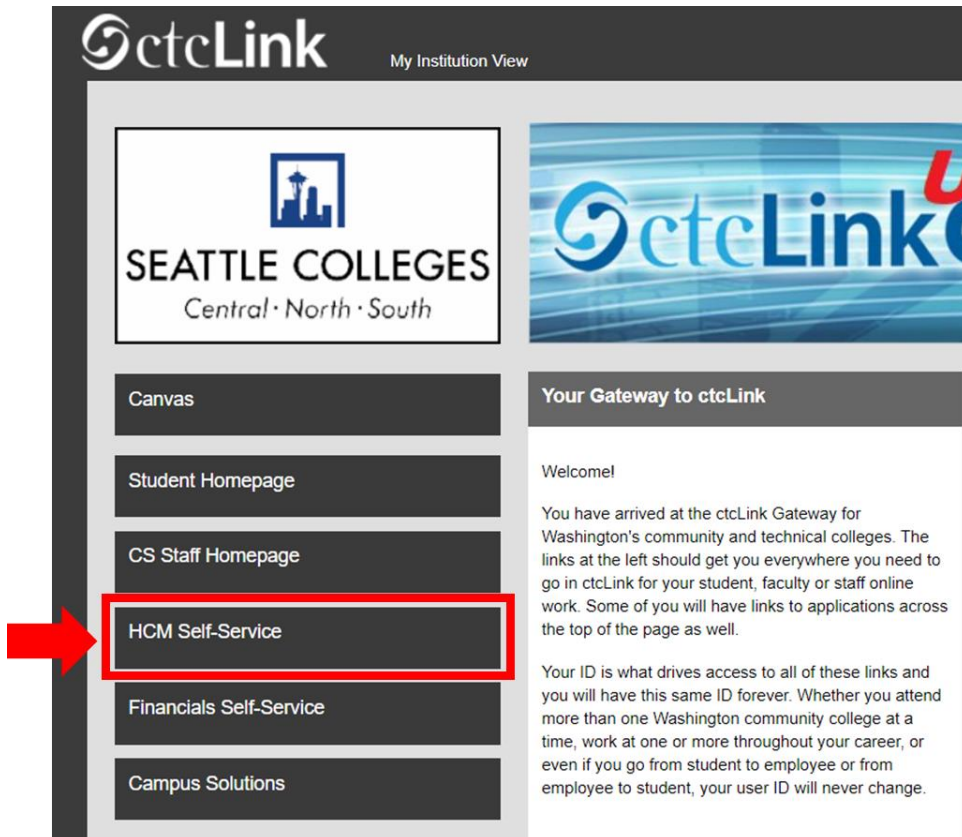 ctcLink
My Institution View
SEATTLE COLLEGES
Central · North · South
ctcLink
Canvas
Student Homepage
CS Staff Homepage
HCM Self-Service
Financials Self-Service
Campus Solutions
Your Gateway to ctcLink
Welcome!
You have arrived at the ctcLink Gateway for
Washington's community and technical colleges. The
links at the left should get you everywhere you need to
go in ctcLink for your student, faculty or staff online
work. Some of you will have links to applications across
the top of the page as well.
Your ID is what drives access to all of these links and
you will have this same ID forever. Whether you attend
more than one Washington community college at a
time, work at one or more throughout your career, or
even if you go from student to employee or from
employee to student, your user ID will never change.